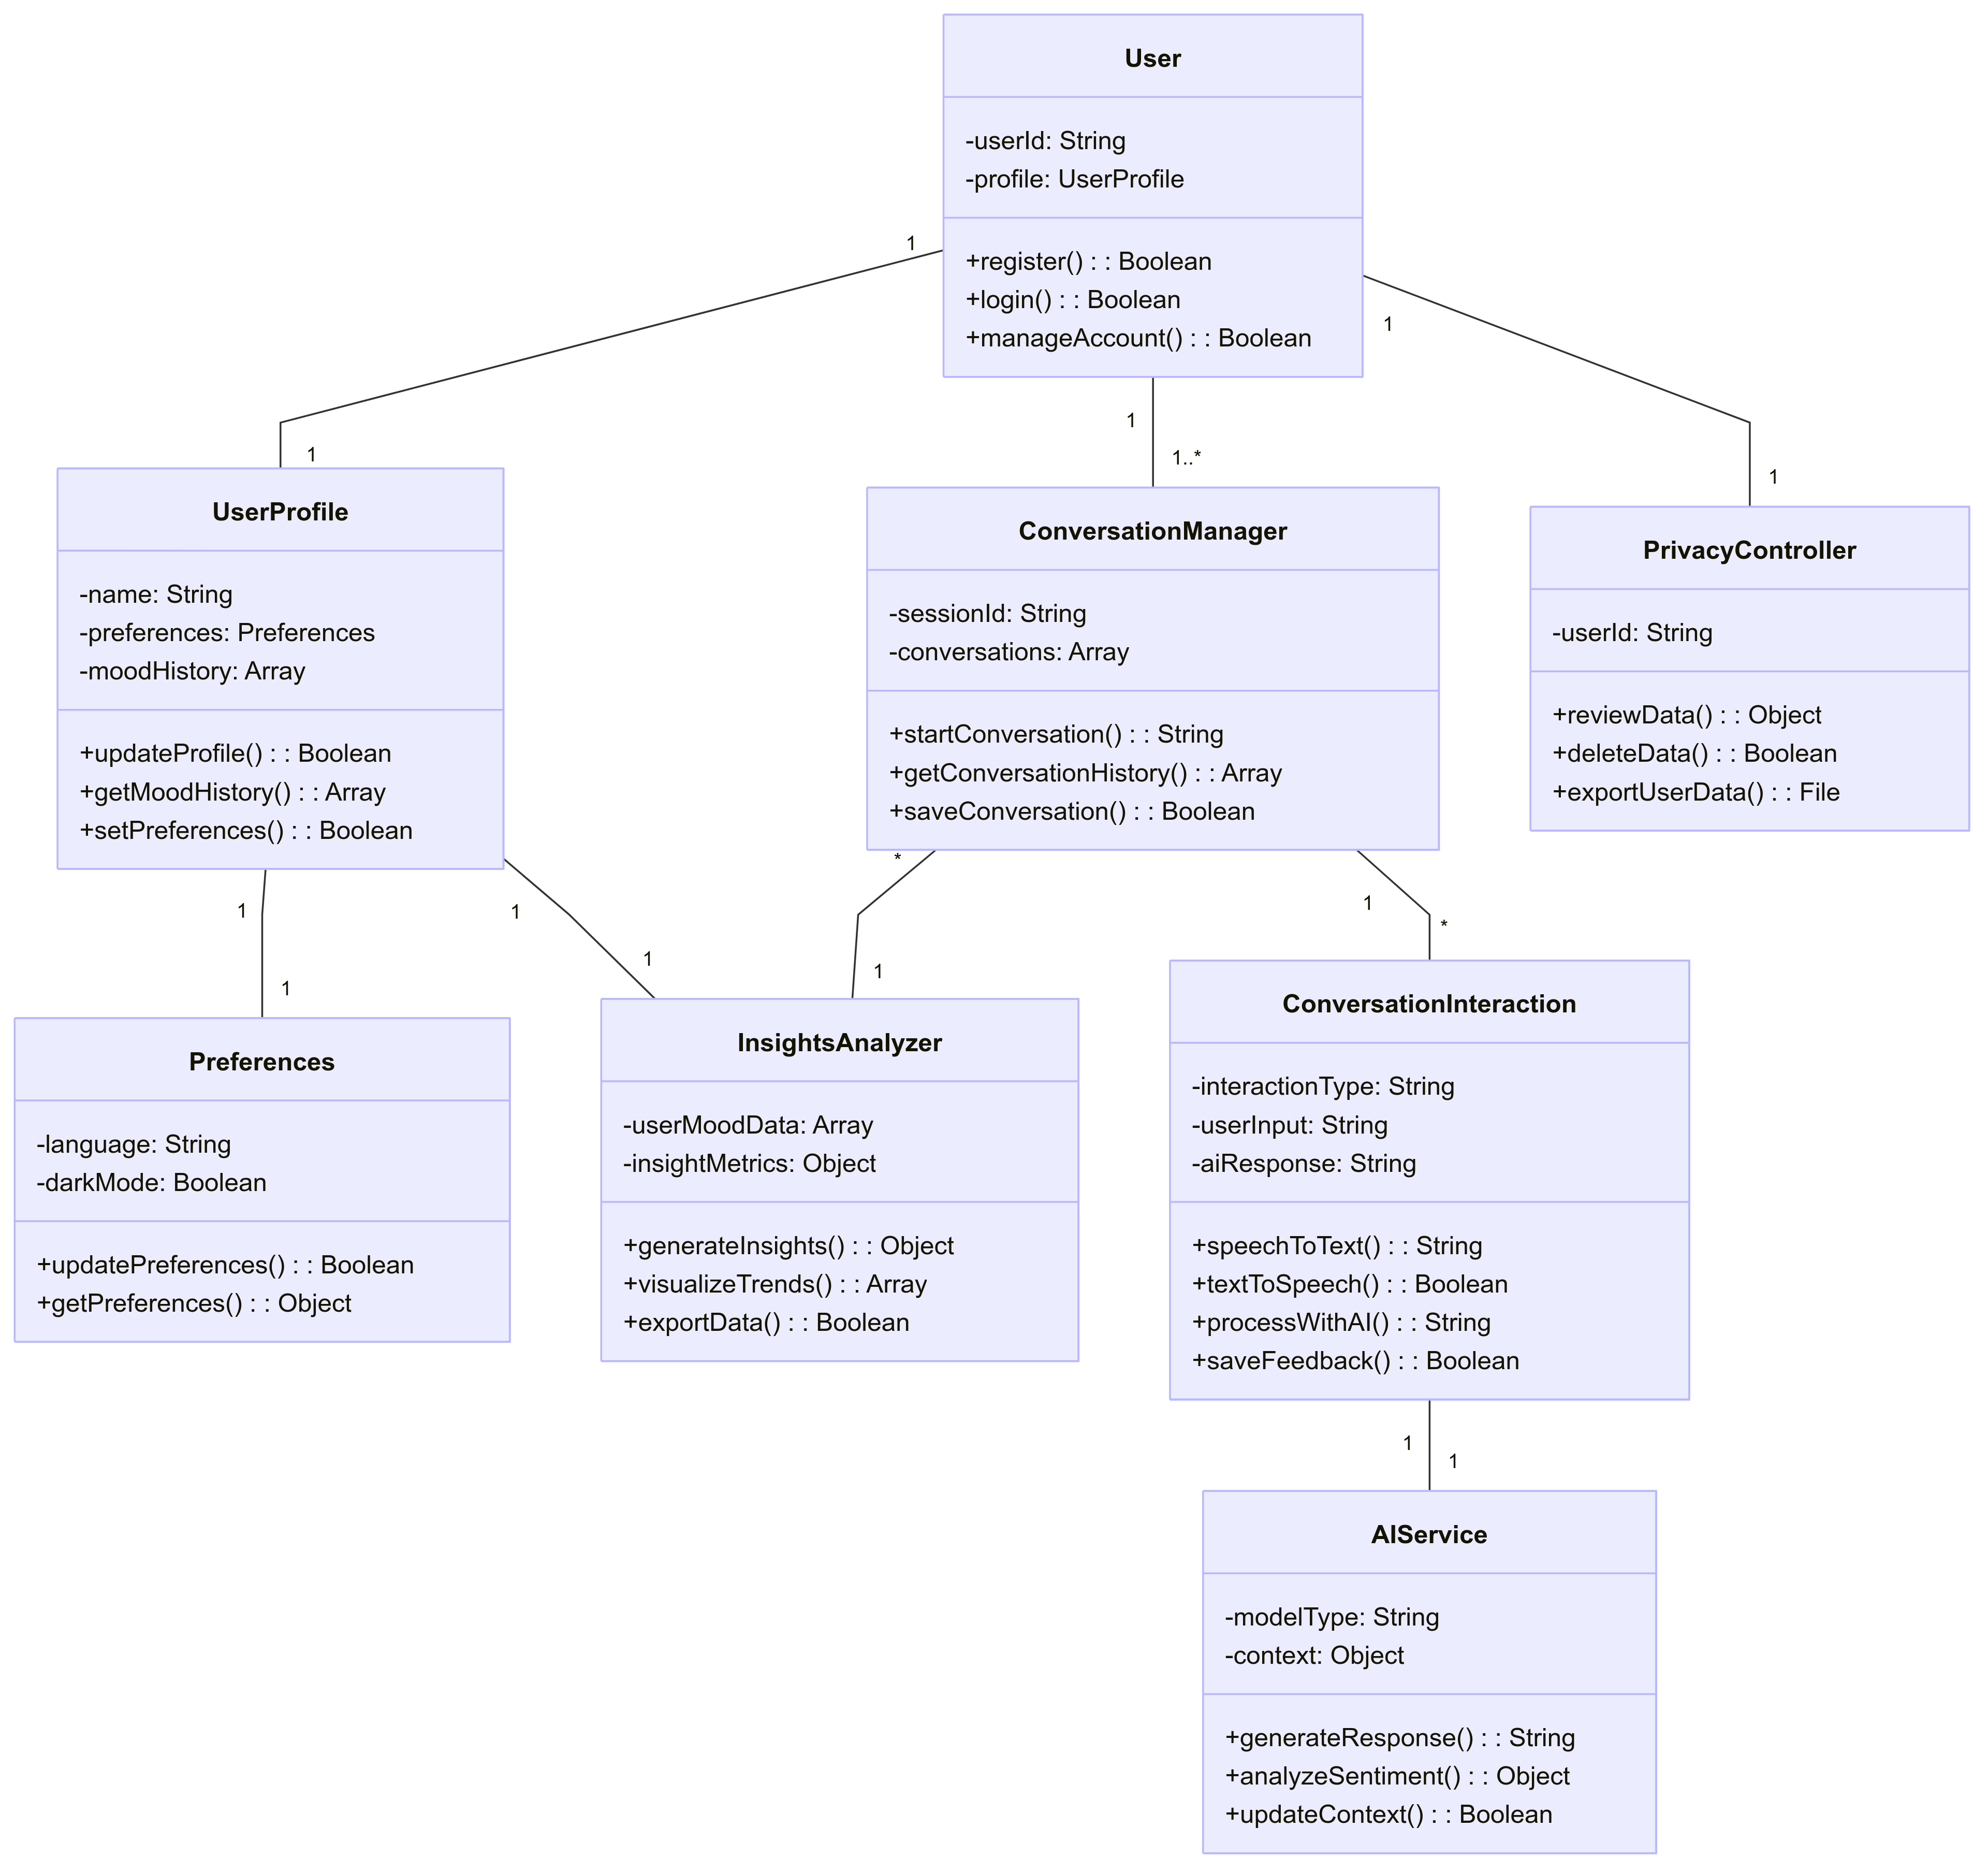 User
-userId: String
-profile: UserProfile
+register() : : Boolean
+login() : : Boolean
+manageAccount() : : Boolean
1
1
1
1
1..*
1
UserProfile
-name: String
-preferences: Preferences
-moodHistory: Array
+updateProfile() : : Boolean
+getMoodHistory() : : Array
+setPreferences() : : Boolean
ConversationManager
-sessionId: String
-conversations: Array
+startConversation() : : String
+getConversationHistory() : : Array
+saveConversation() : : Boolean
PrivacyController
-userId: String
+reviewData() : : Object
+deleteData() : : Boolean
+exportUserData() : : File
1
1
1
1
*
1
1
*
Preferences
-language: String
-darkMode: Boolean
+updatePreferences() : : Boolean
+getPreferences() : : Object
InsightsAnalyzer
-userMoodData: Array
-insightMetrics: Object
+generateInsights() : : Object
+visualizeTrends() : : Array
+exportData() : : Boolean
ConversationInteraction
-interactionType: String
-userInput: String
-aiResponse: String
+speechToText() : : String
+textToSpeech() : : Boolean
+processWithAI() : : String
+saveFeedback() : : Boolean
1
1
AIService
-modelType: String
-context: Object
+generateResponse() : : String
+analyzeSentiment() : : Object
+updateContext() : : Boolean